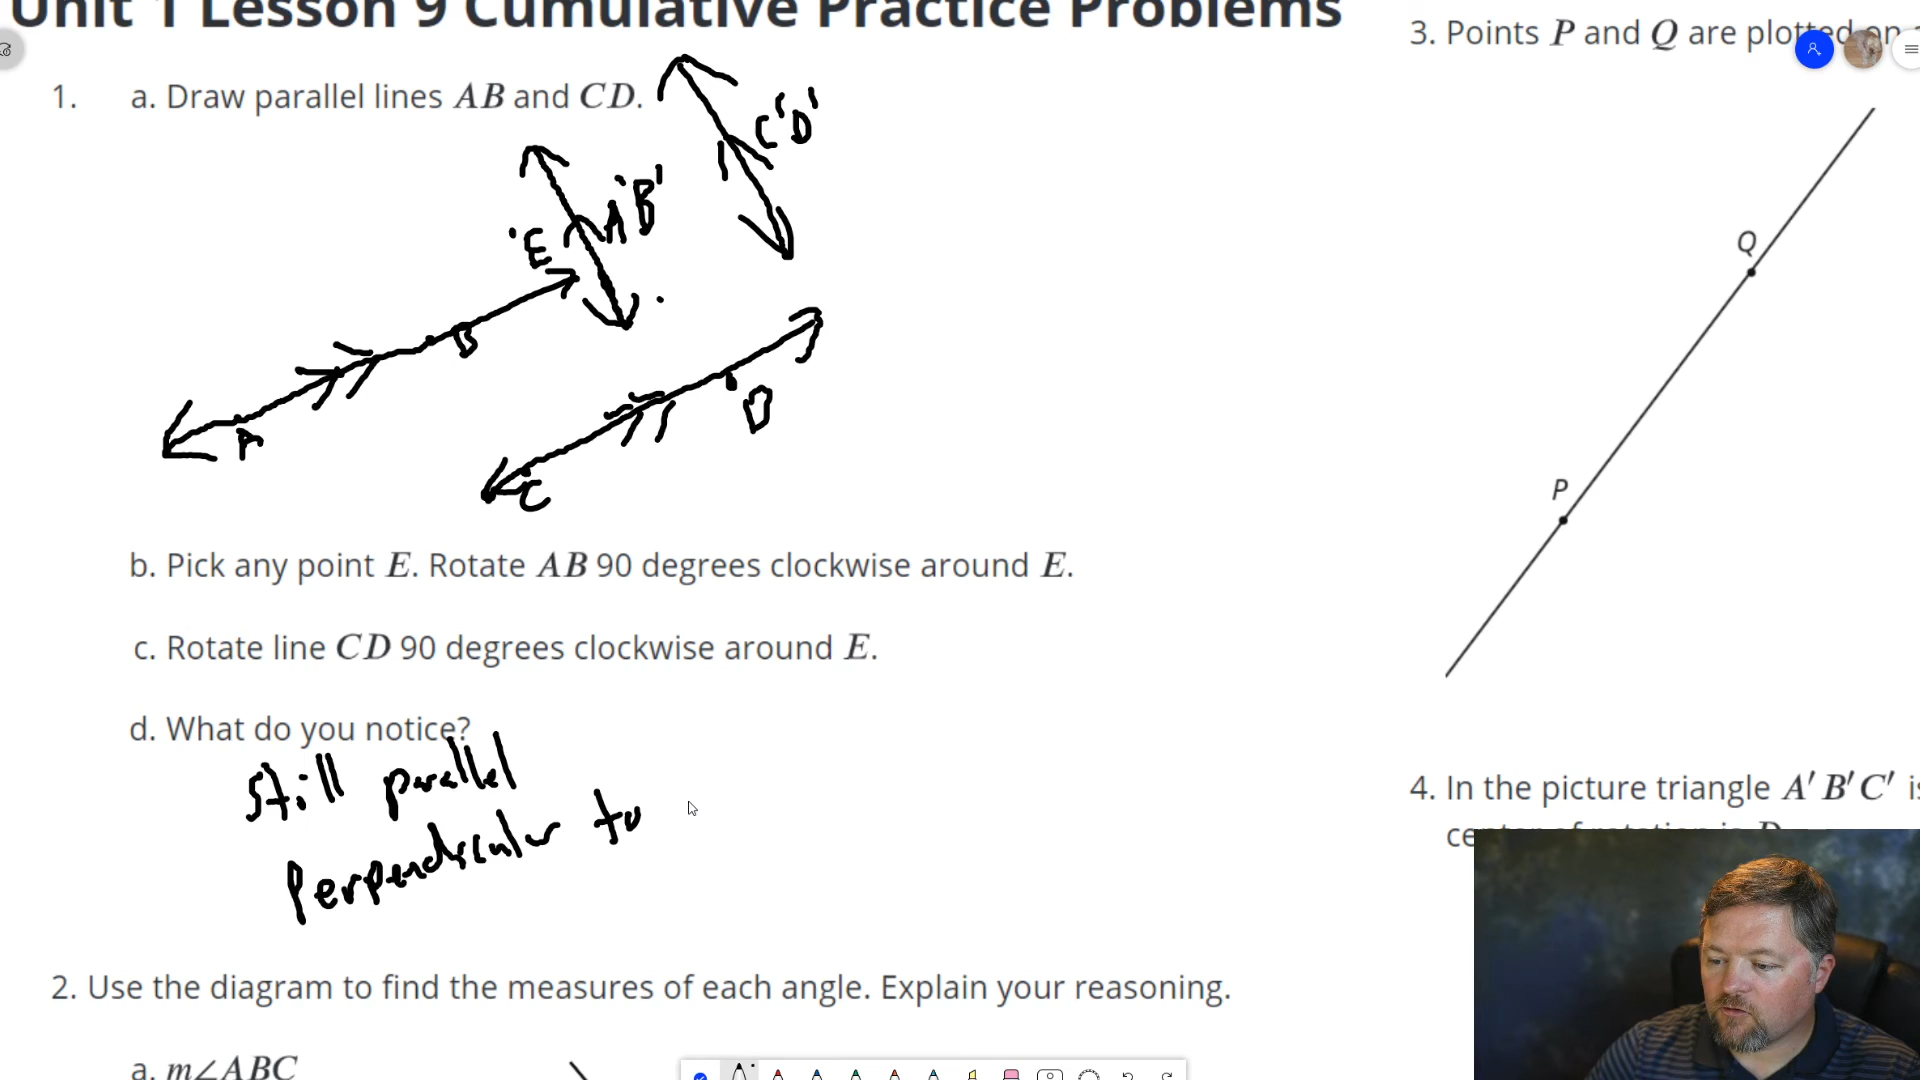 Unit 1 Lesson 9 Cumulative Practice Problems
1. a. Draw parallel lines AB and CD.
C'D'
A'B'
E
B
A
D
C
b. Pick any point E. Rotate AB 90 degrees clockwise around E.
c. Rotate line CD 90 degrees clockwise around E.
d. What do you notice?
still parallel
Perpendicular to
2. Use the diagram to find the measures of each angle. Explain your reasoning.
a. m∠ABC
3. Points P and Q are plotted on
Q
P
4. In the picture triangle A′B′C′ is